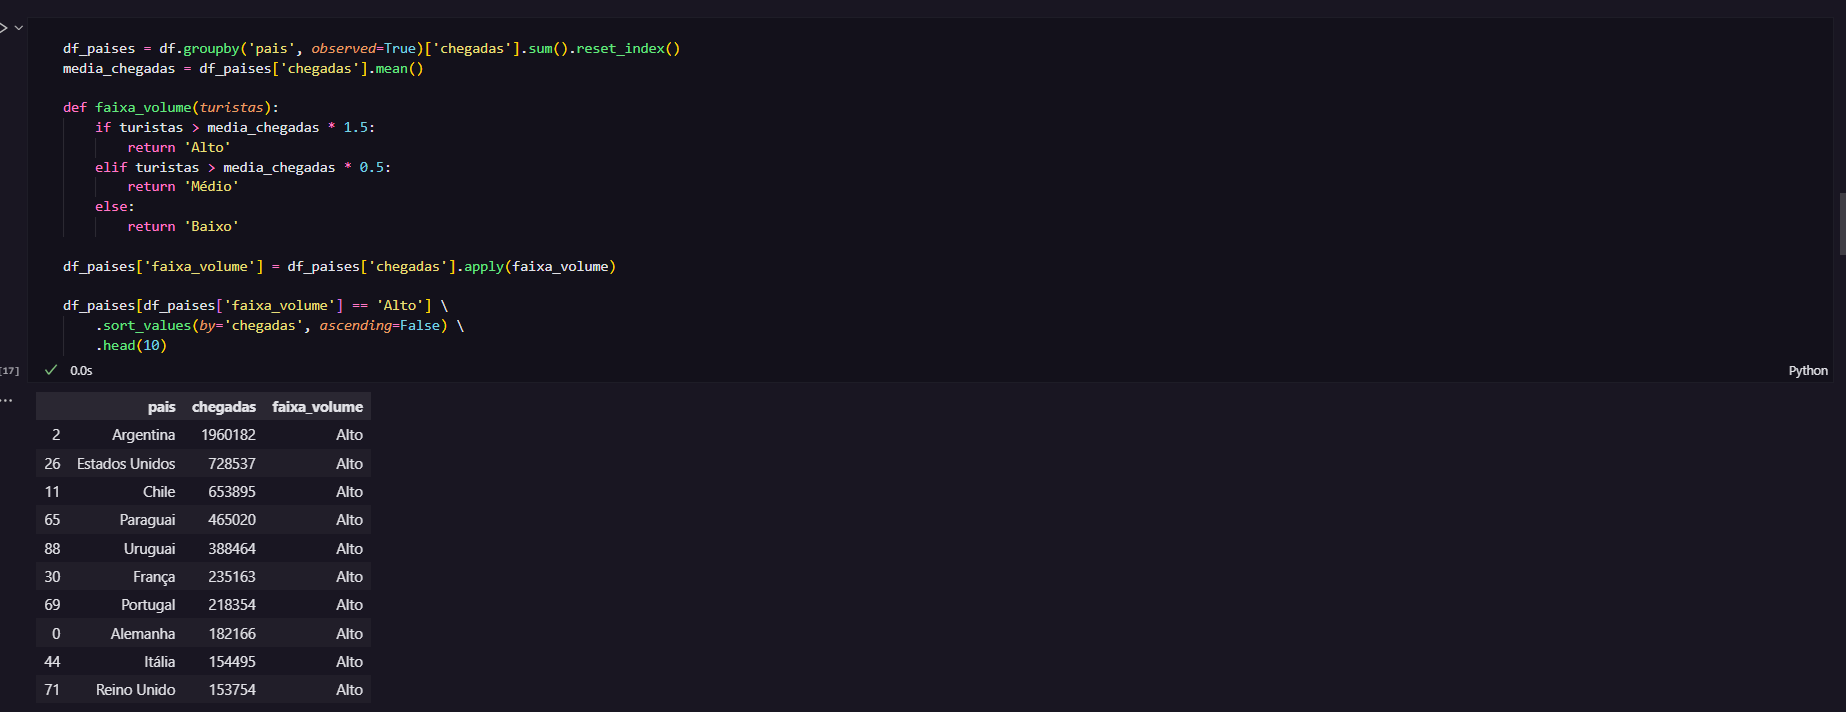 df_paises = df.groupby('pais', observed=True)['chegadas'].sum().reset_index()
media_chegadas = df_paises['chegadas'].mean()
def faixa_volume(turistas):
    if turistas > media_chegadas * 1.5:
        return 'Alto'
    elif turistas > media_chegadas * 0.5:
        return 'Médio'
    else:
        return 'Baixo'
df_paises['faixa_volume'] = df_paises['chegadas'].apply(faixa_volume)
df_paises[df_paises['faixa_volume'] == 'Alto'] \
    .sort_values(by='chegadas', ascending=False) \
    .head(10)
[17] 0.0s Python
pais chegadas faixa_volume
2 Argentina 1960182 Alto
26 Estados Unidos 728537 Alto
11 Chile 653895 Alto
65 Paraguai 465020 Alto
88 Uruguai 388464 Alto
30 França 235163 Alto
69 Portugal 218354 Alto
0 Alemanha 182166 Alto
44 Itália 154495 Alto
71 Reino Unido 153754 Alto